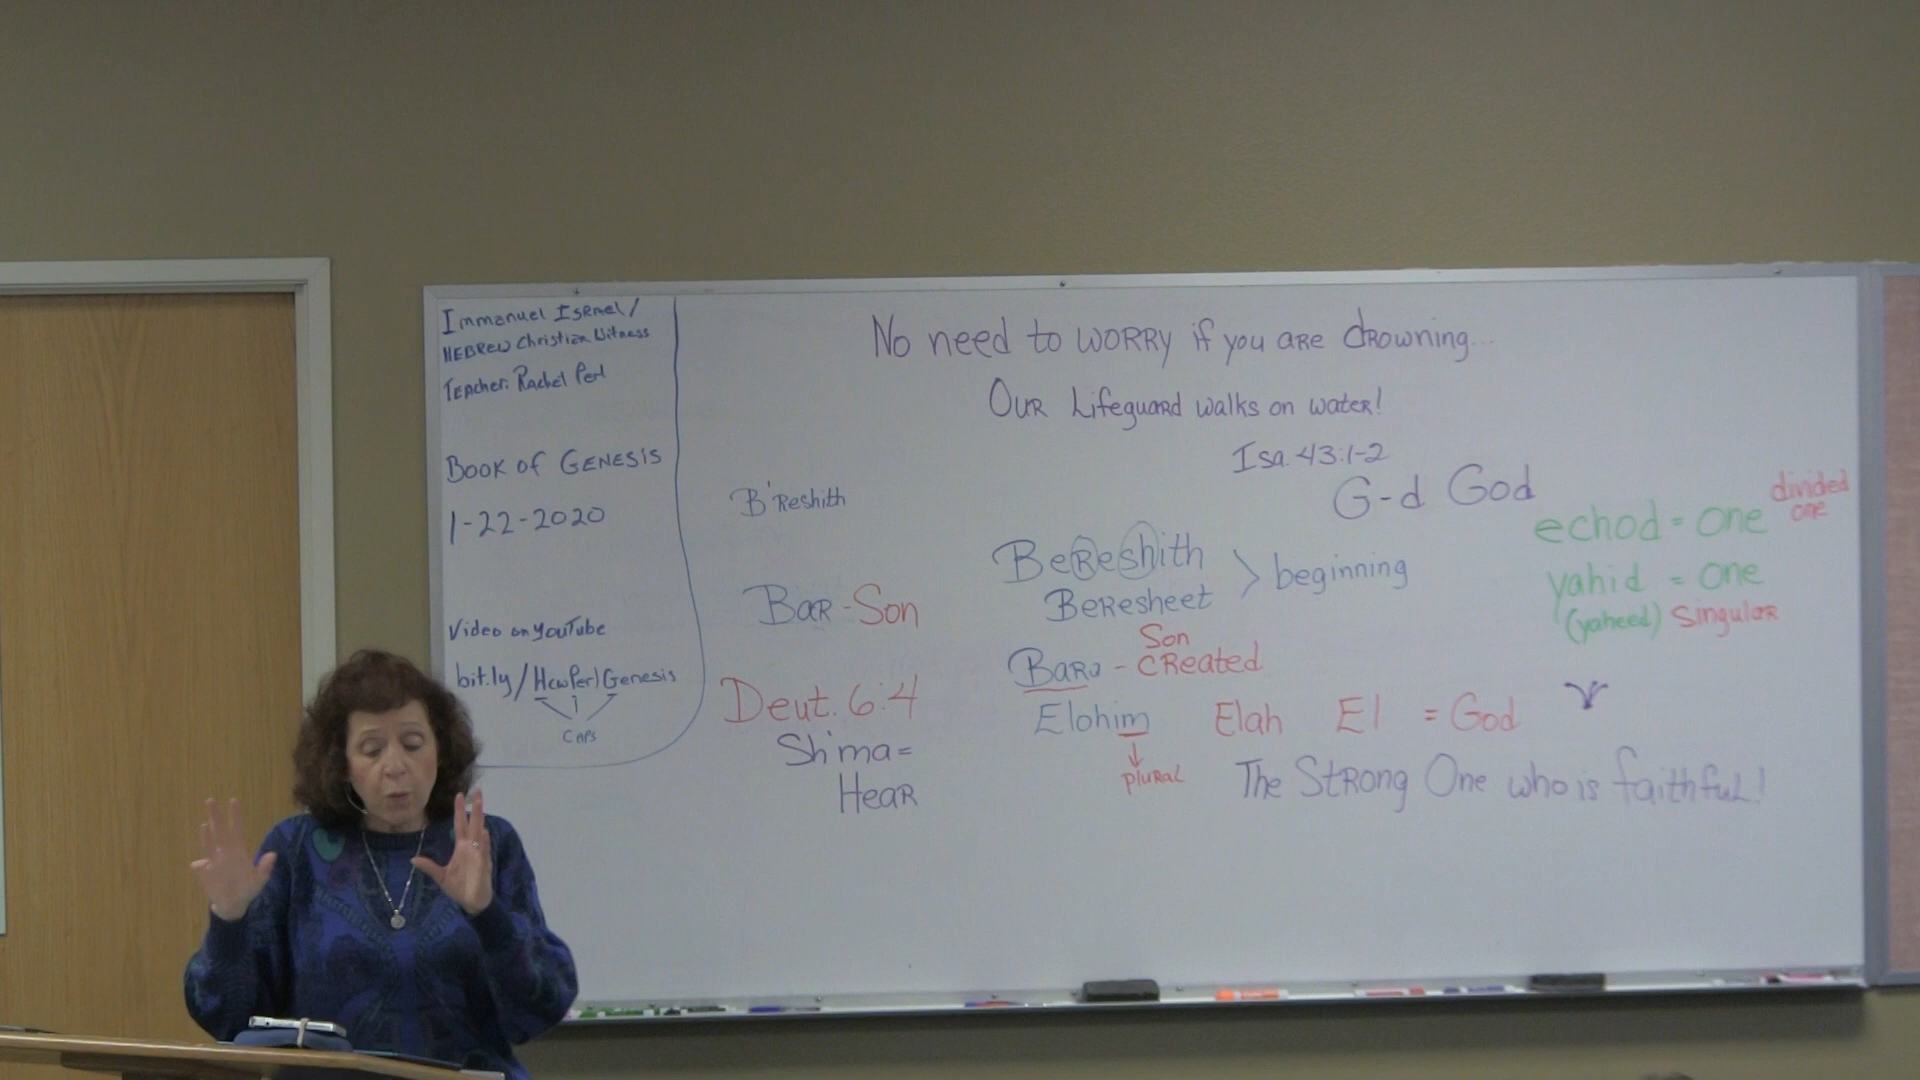 Immanuel Israel/
Hebrew Christian Witness
Teacher: Rachel Perl
Book of Genesis
1-22-2020
Video on YouTube
bit.ly/HcwPerlGenesis
Caps
No need to worry if you are drowning...
Our Lifeguard walks on water!
Isa. 43:1-2
G-d God
B'Reshith
BeReshith
Beresheet
> beginning
Bar - Son
Son
Bara - created
Deut. 6:4
Sh'ma =
Hear
Elohim Elah El = God
plural
The Strong One who is faithful!
echod = one
divided
one
yahid = one
(yaheed) Singular